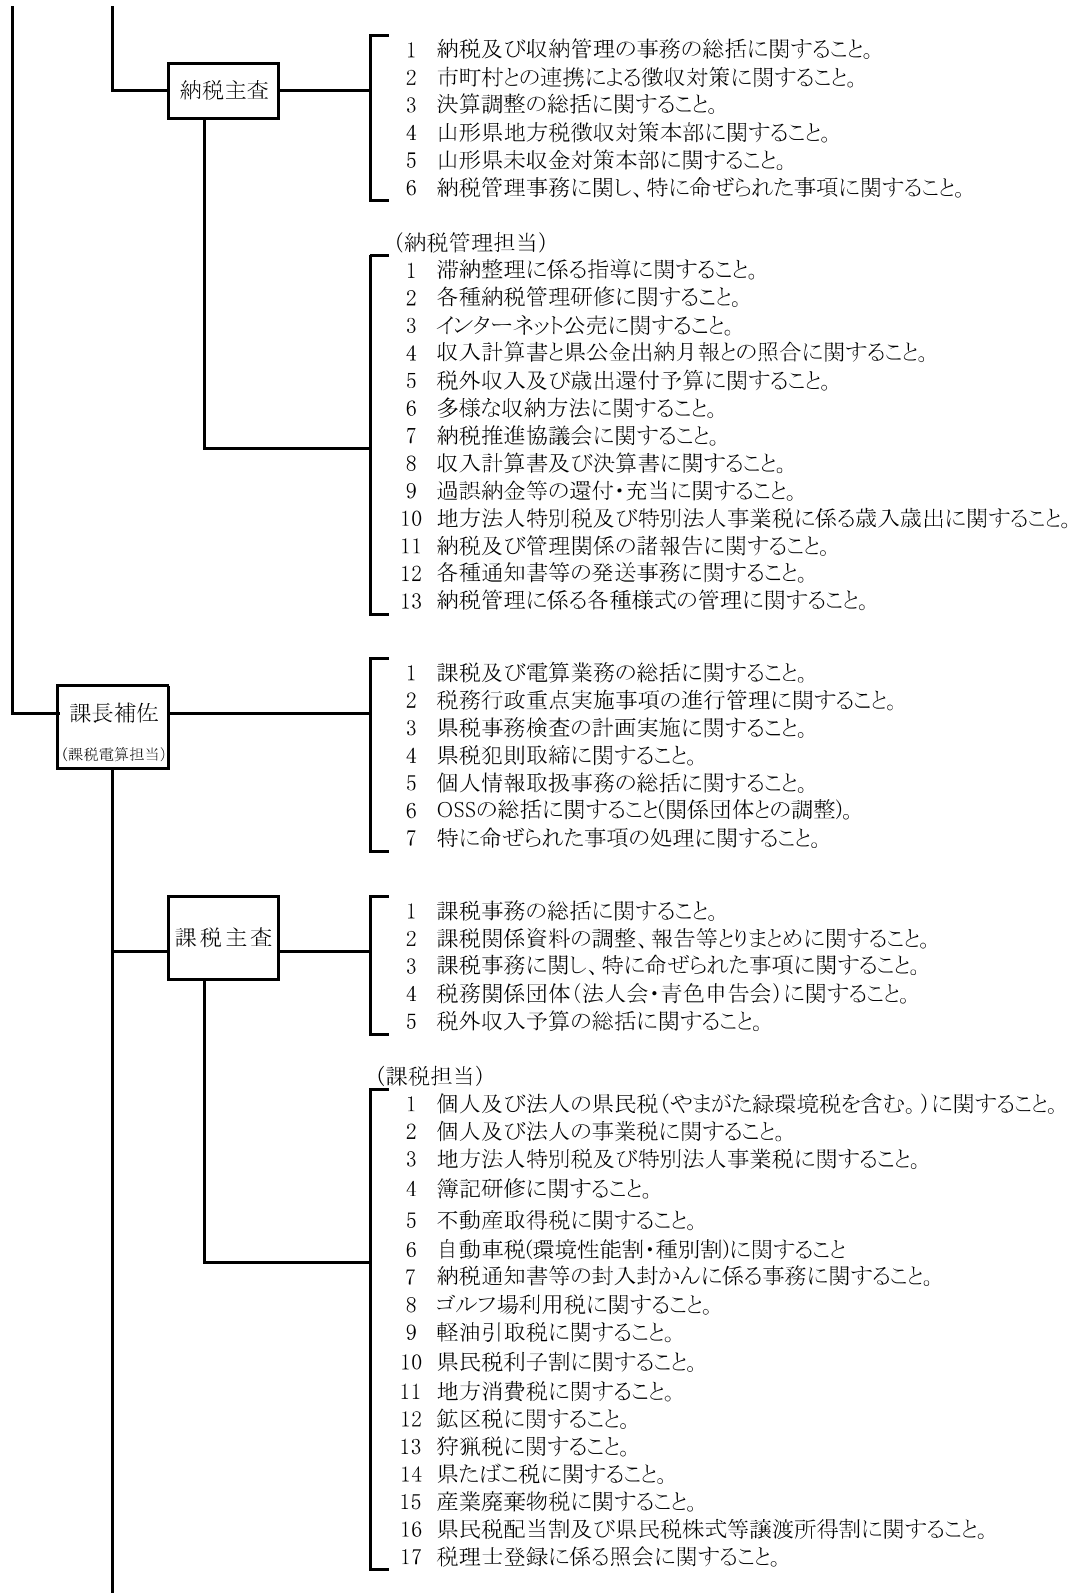 納税主査
1 納税及び収納管理の事務の総括に関すること。
2 市町村との連携による徴収対策に関すること。
3 決算調整の総括に関すること。
4 山形県地方税徴収対策本部に関すること。
5 山形県未収金対策本部に関すること。
6 納税管理事務に関し、特に命ぜられた事項に関すること。
（納税管理担当）
1 滞納整理に係る指導に関すること。
2 各種納税管理研修に関すること。
3 インターネット公売に関すること。
4 収入計算書と県公金出納月報との照合に関すること。
5 税外収入及び歳出還付予算に関すること。
6 多様な収納方法に関すること。
7 納税推進協議会に関すること。
8 収入計算書及び決算書に関すること。
9 過誤納金等の還付・充当に関すること。
10 地方法人特別税及び特別法人事業税に係る歳入歳出に関すること。
11 納税及び管理関係の諸報告に関すること。
12 各種通知書等の発送事務に関すること。
13 納税管理に係る各種様式の管理に関すること。
課長補佐
（課税電算担当）
1 課税及び電算業務の総括に関すること。
2 税務行政重点実施事項の進行管理に関すること。
3 県税事務検査の計画実施に関すること。
4 県税犯則取締に関すること。
5 個人情報取扱事務の総括に関すること。
6 OSSの総括に関すること(関係団体との調整)。
7 特に命ぜられた事項の処理に関すること。
課税主査
1 課税事務の総括に関すること。
2 課税関係資料の調整、報告等とりまとめに関すること。
3 課税事務に関し、特に命ぜられた事項に関すること。
4 税務関係団体（法人会・青色申告会）に関すること。
5 税外収入予算の総括に関すること。
（課税担当）
1 個人及び法人の県民税（やまがた緑環境税を含む。）に関すること。
2 個人及び法人の事業税に関すること。
3 地方法人特別税及び特別法人事業税に関すること。
4 簿記研修に関すること。
5 不動産取得税に関すること。
6 自動車税(環境性能割・種別割)に関すること
7 納税通知書等の封入封かんに係る事務に関すること。
8 ゴルフ場利用税に関すること。
9 軽油引取税に関すること。
10 県民税利子割に関すること。
11 地方消費税に関すること。
12 鉱区税に関すること。
13 狩猟税に関すること。
14 県たばこ税に関すること。
15 産業廃棄物税に関すること。
16 県民税配当割及び県民税株式等譲渡所得割に関すること。
17 税理士登録に係る照会に関すること。